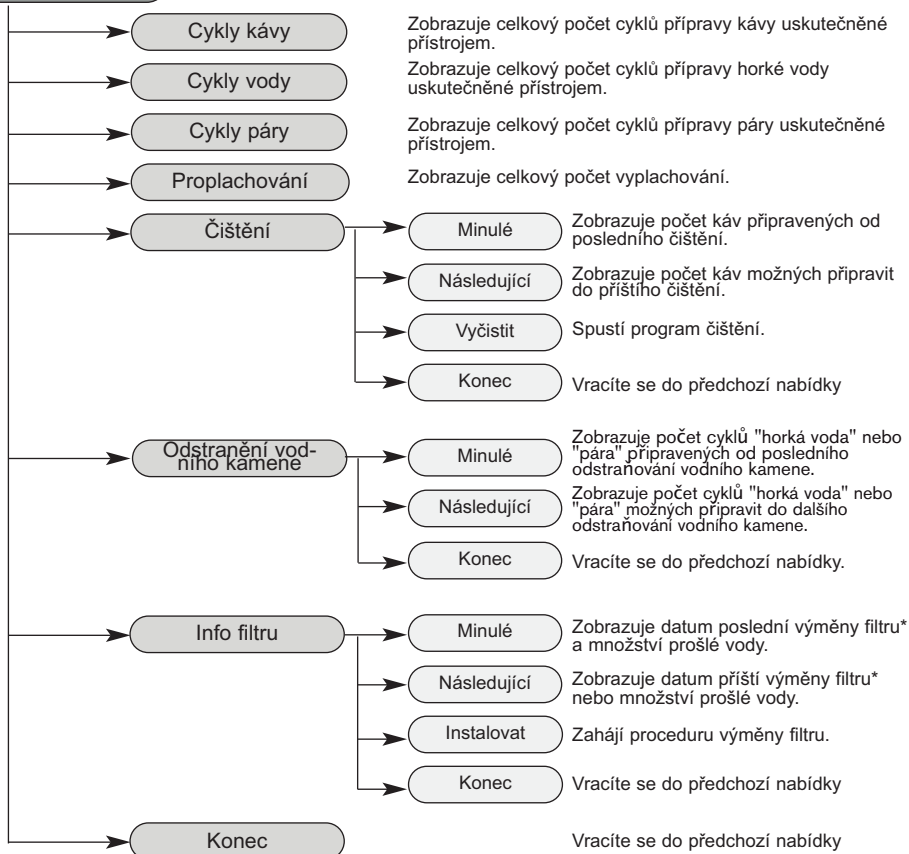 Cykly kávy
Zobrazuje celkový počet cyklů přípravy kávy uskutečněné
přístrojem.
Cykly vody
Zobrazuje celkový počet cyklů přípravy horké vody
uskutečněné přístrojem.
Cykly páry
Zobrazuje celkový počet cyklů přípravy páry uskutečněné
přístrojem.
Proplachování
Zobrazuje celkový počet vyplachování.
Čištění
Minulé
Zobrazuje počet káv připravených od
posledního čištění.
Následující
Zobrazuje počet káv možných připravit
do příštího čištění.
Vyčistit
Spustí program čištění.
Konec
Vracíte se do předchozí nabídky
Odstranění vod-
ního kamene
Minulé
Zobrazuje počet cyklů "horká voda" nebo
"pára" připravených od posledního
odstraňování vodního kamene.
Následující
Zobrazuje počet cyklů "horká voda" nebo
"pára" možných připravit do dalšího
odstraňování vodního kamene.
Konec
Vracíte se do předchozí nabídky.
Info filtru
Minulé
Zobrazuje datum poslední výměny filtru*
a množství prošlé vody.
Následující
Zobrazuje datum příští výměny filtru*
nebo množství prošlé vody.
Instalovat
Zahájí proceduru výměny filtru.
Konec
Vracíte se do předchozí nabídky
Konec
Vracíte se do předchozí nabídky